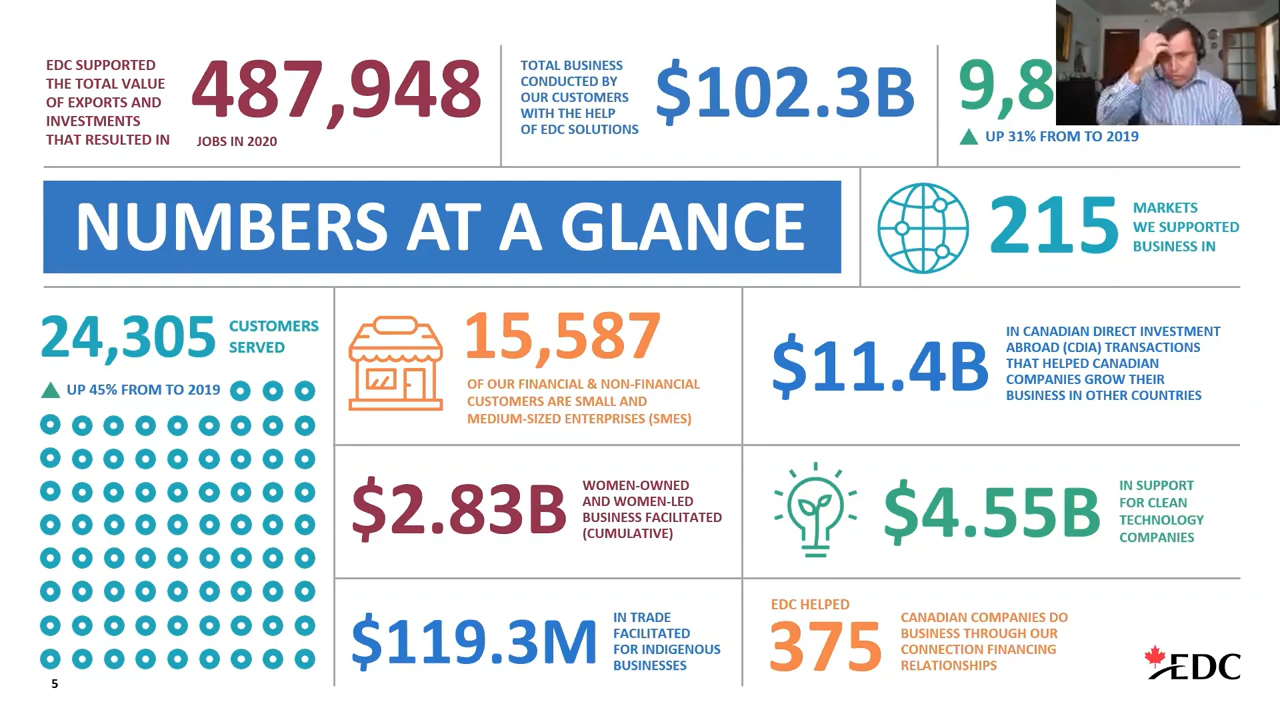 EDC SUPPORTED
THE TOTAL VALUE
OF EXPORTS AND
INVESTMENTS
THAT RESULTED IN
487,948
JOBS IN 2020
TOTAL BUSINESS
CONDUCTED BY
OUR CUSTOMERS
WITH THE HELP
OF EDC SOLUTIONS
$102.3B
9,8
UP 31% FROM TO 2019
NUMBERS AT A GLANCE
215
MARKETS
WE SUPPORTED
BUSINESS IN
24,305
CUSTOMERS
SERVED
UP 45% FROM TO 2019
15,587
OF OUR FINANCIAL & NON-FINANCIAL
CUSTOMERS ARE SMALL AND
MEDIUM-SIZED ENTERPRISES (SMES)
$11.4B
IN CANADIAN DIRECT INVESTMENT
ABROAD (CDIA) TRANSACTIONS
THAT HELPED CANADIAN
COMPANIES GROW THEIR
BUSINESS IN OTHER COUNTRIES
$2.83B
WOMEN-OWNED
AND WOMEN-LED
BUSINESS FACILITATED
(CUMULATIVE)
$4.55B
IN SUPPORT
FOR CLEAN
TECHNOLOGY
COMPANIES
$119.3M
IN TRADE
FACILITATED
FOR INDIGENOUS
BUSINESSES
EDC HELPED
375
CANADIAN COMPANIES DO
BUSINESS THROUGH OUR
CONNECTION FINANCING
RELATIONSHIPS
EDC
5